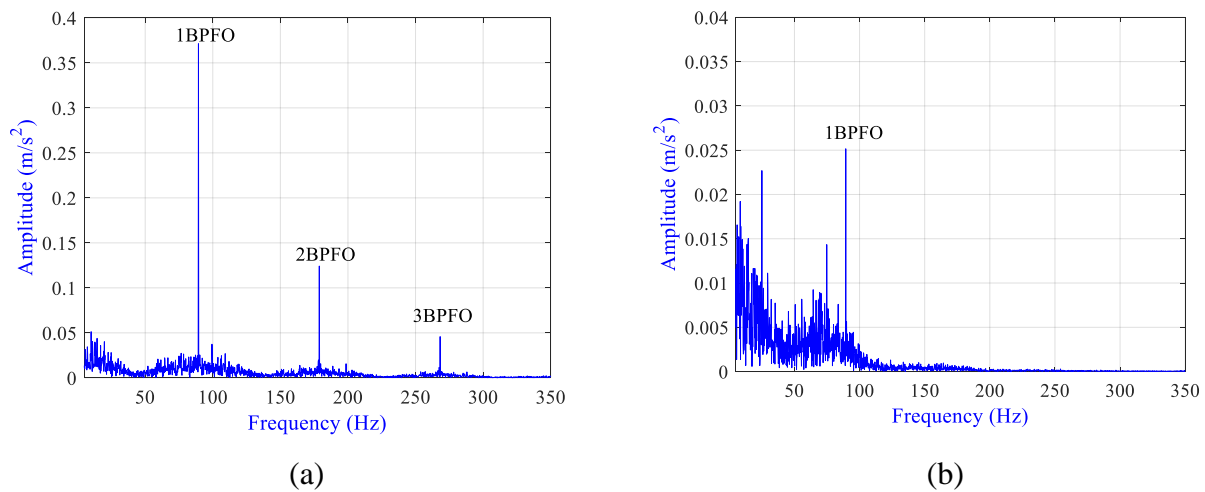 0.4
0.35
0.3
0.25
0.2
0.15
0.1
0.05
0
Amplitude (m/s²)
1BPFO
2BPFO
3BPFO
50 100 150 200 250 300 350
Frequency (Hz)
(a)
0.04
0.035
0.03
0.025
0.02
0.015
0.01
0.005
0
Amplitude (m/s²)
1BPFO
50 100 150 200 250 300 350
Frequency (Hz)
(b)